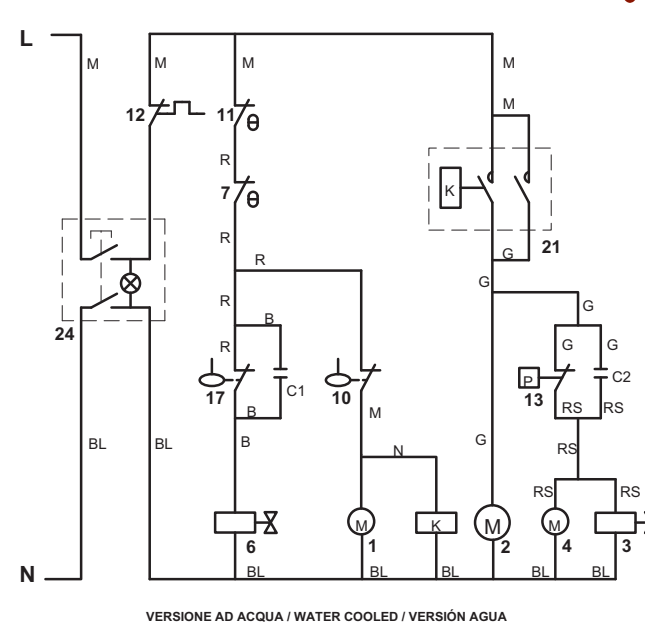 L
M M M M
M
12 11 θ
R
7 θ
K
R
21
G
R
G
24
R G
B
R G G
P C2
17 C1 10 13
B M RS RS
BL BL B G RS
N
RS RS
M K M M
6 1 2 4 3
N BL BL BL BL BL
VERSIONE AD ACQUA / WATER COOLED / VERSIÓN AGUA